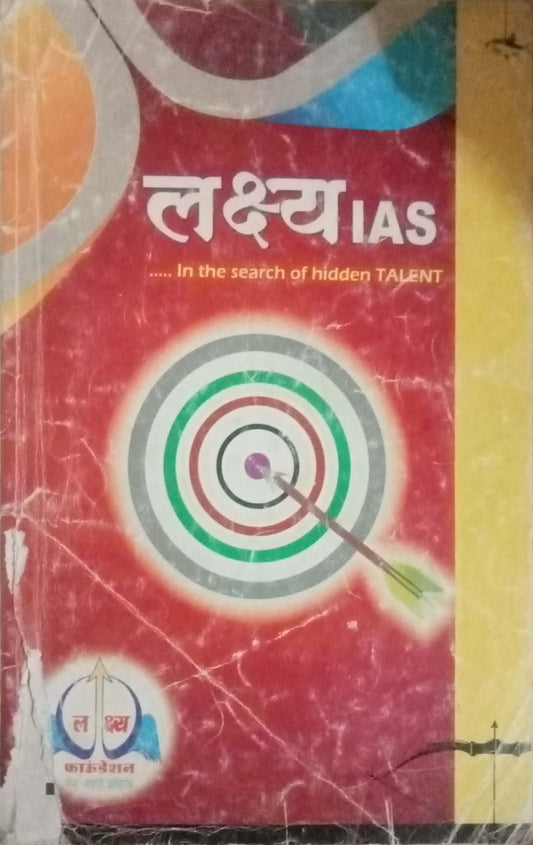 लक्ष्य IAS
..... In the search of hidden TALENT
ल क्ष्य
फाऊंडेशन